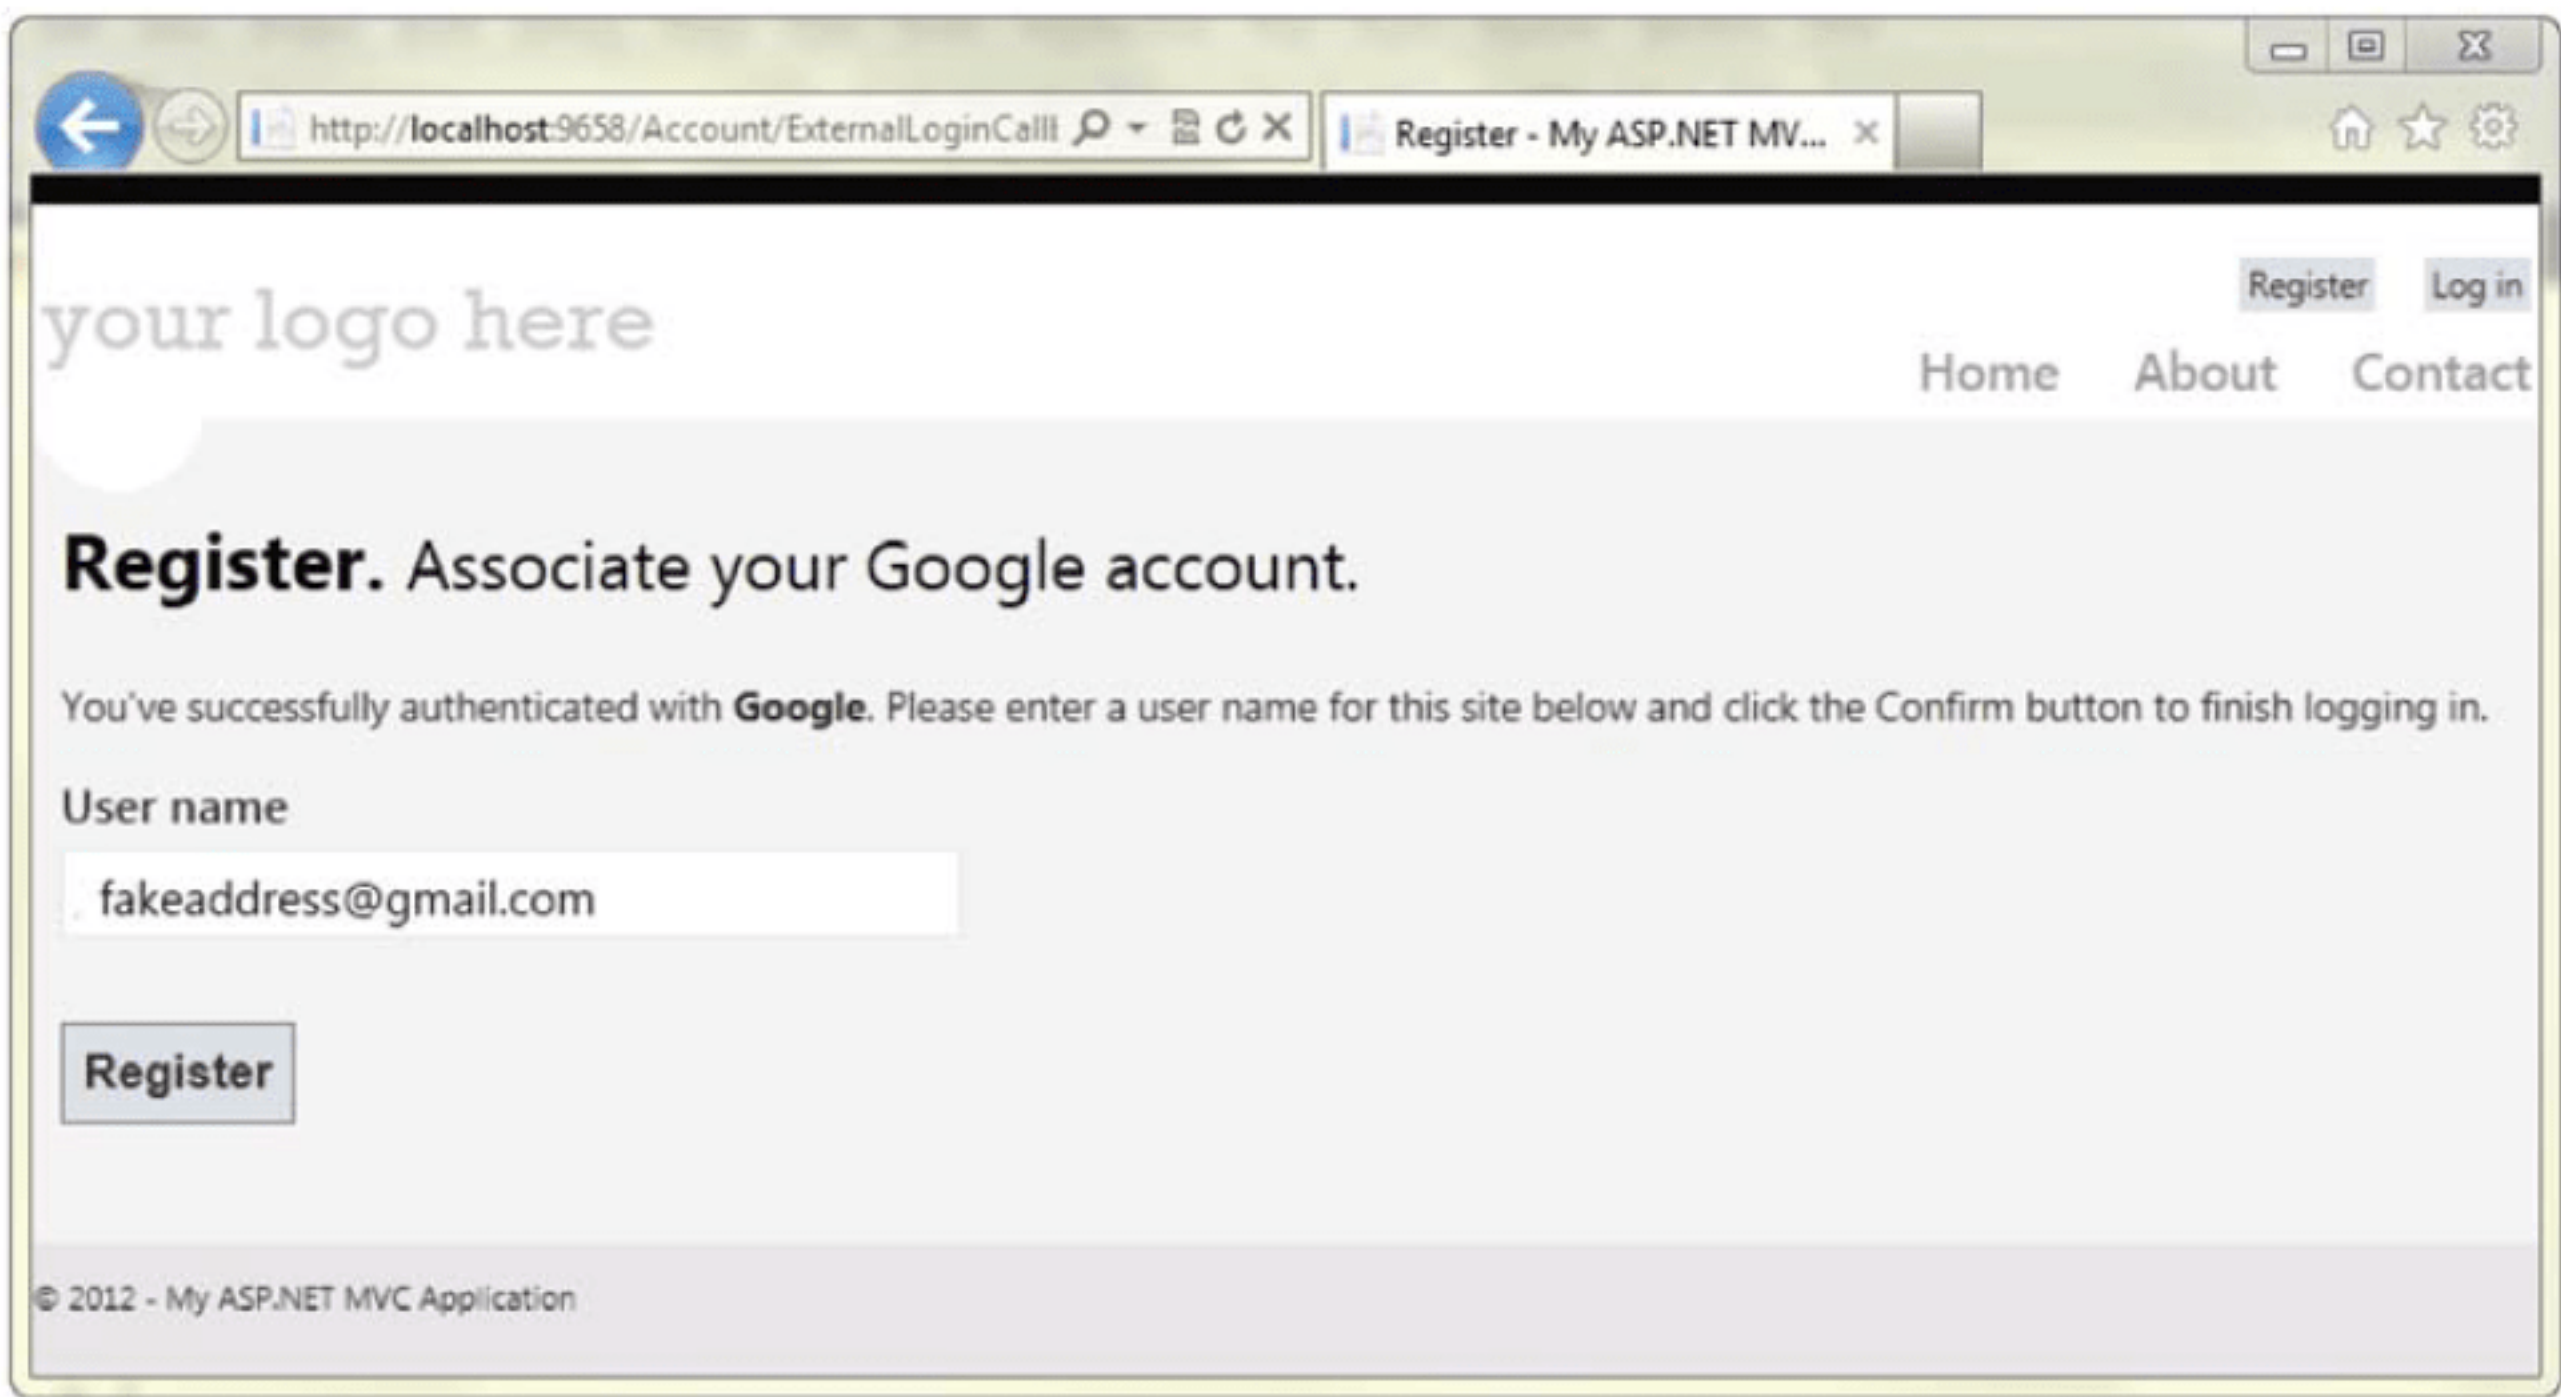 http://localhost:9658/Account/ExternalLoginCallb
Register - My ASP.NET MV...
Register Log in
your logo here
Home About Contact
Register. Associate your Google account.
You've successfully authenticated with Google. Please enter a user name for this site below and click the Confirm button to finish logging in.
User name
fakeaddress@gmail.com
Register
© 2012 - My ASP.NET MVC Application